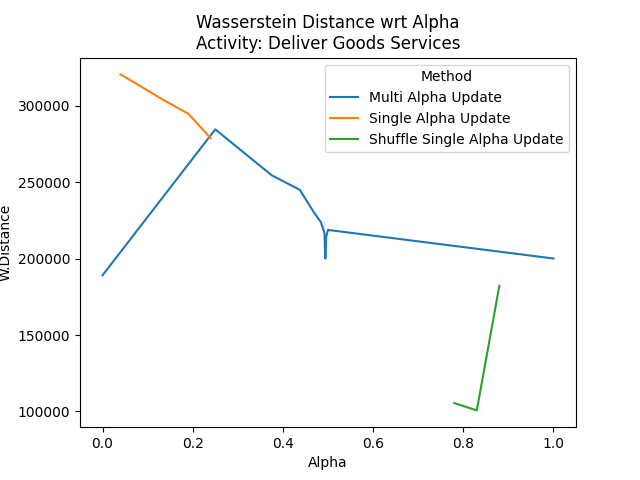 Wasserstein Distance wrt Alpha
Activity: Deliver Goods Services
Method
Multi Alpha Update
Single Alpha Update
Shuffle Single Alpha Update
W.Distance
300000
250000
200000
150000
100000
0.0 0.2 0.4 0.6 0.8 1.0
Alpha